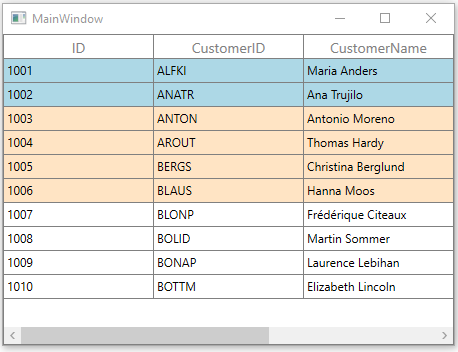 MainWindow
ID CustomerID CustomerName
1001 ALFKI Maria Anders
1002 ANATR Ana Trujilo
1003 ANTON Antonio Moreno
1004 AROUT Thomas Hardy
1005 BERGS Christina Berglund
1006 BLAUS Hanna Moos
1007 BLONP Frédérique Citeaux
1008 BOLID Martin Sommer
1009 BONAP Laurence Lebihan
1010 BOTTM Elizabeth Lincoln